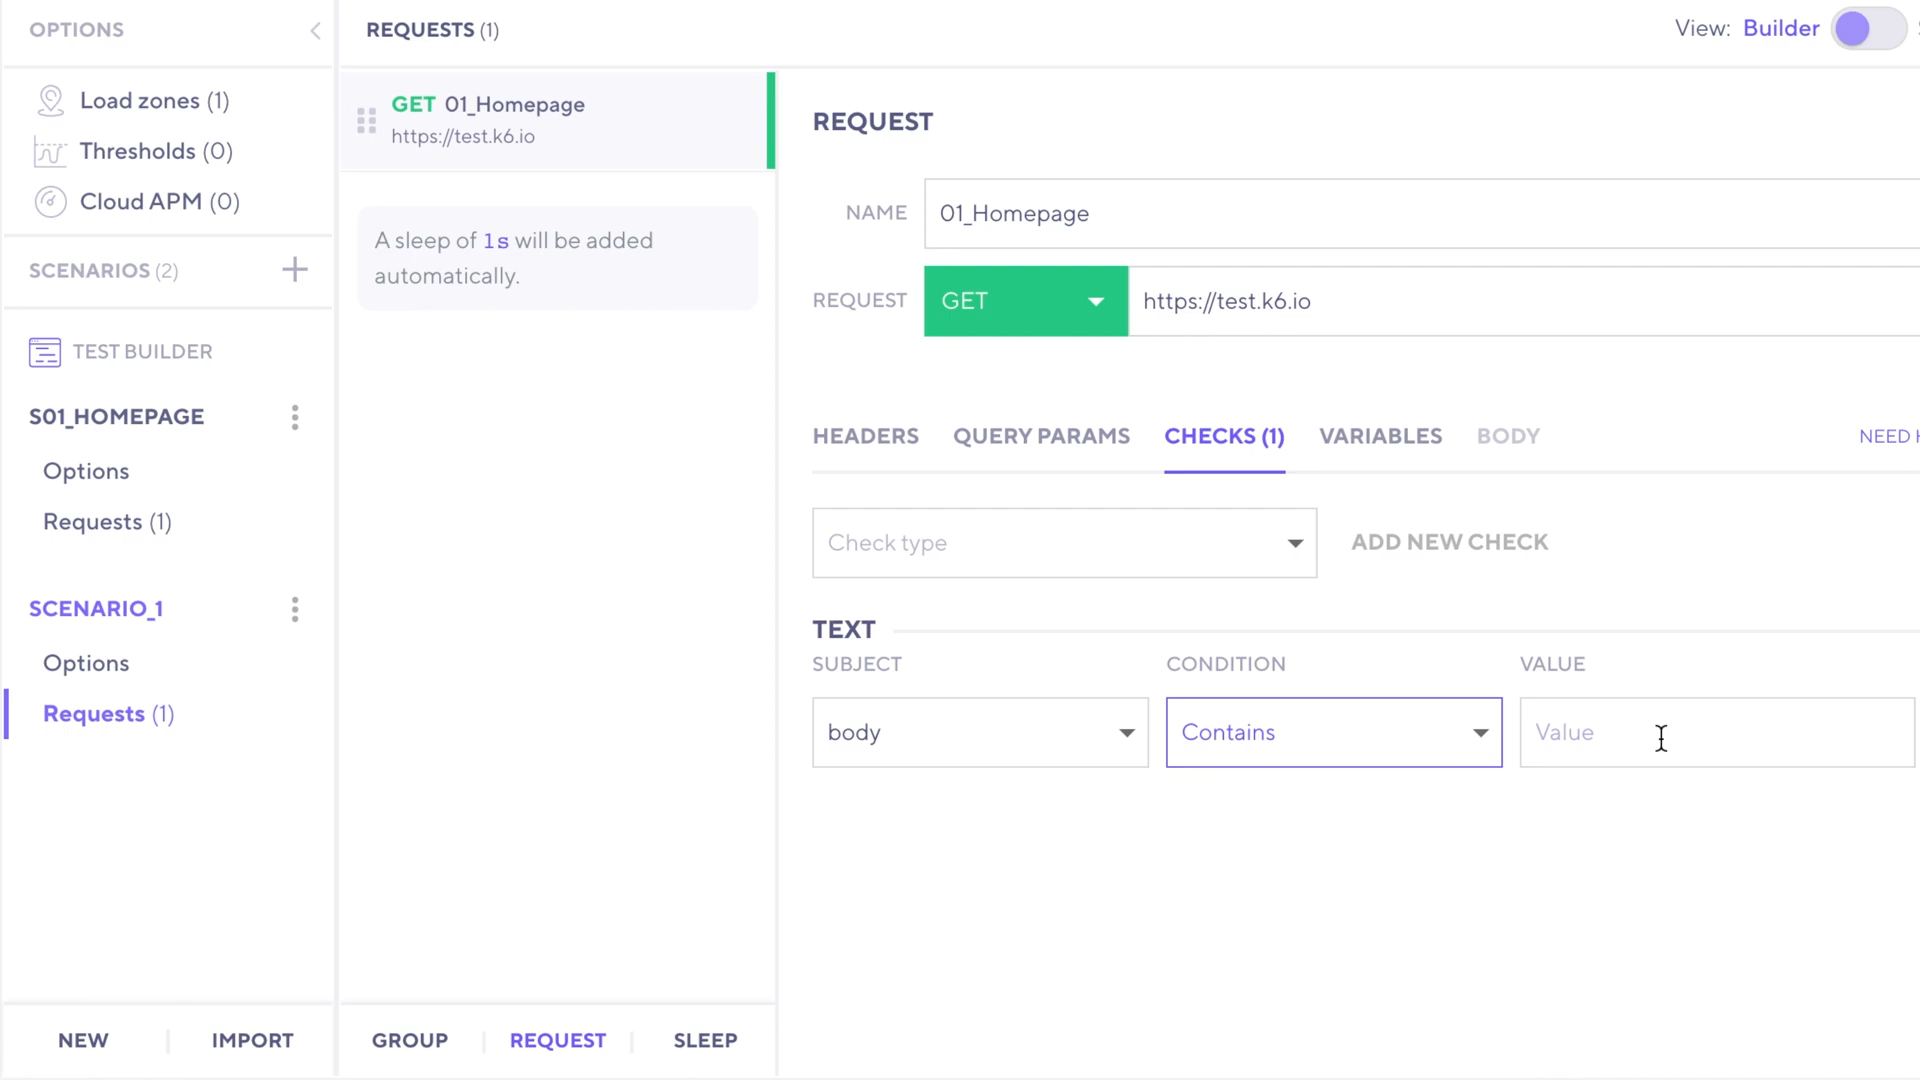 OPTIONS
Load zones (1)
Thresholds (0)
Cloud APM (0)
SCENARIOS (2)
TEST BUILDER
S01_HOMEPAGE
Options
Requests (1)
SCENARIO_1
Options
Requests (1)
NEW
IMPORT
REQUESTS (1)
GET 01_Homepage
https://test.k6.io
A sleep of 1s will be added
automatically.
GROUP
REQUEST
SLEEP
View: Builder
REQUEST
NAME
01_Homepage
REQUEST
GET
https://test.k6.io
HEADERS
QUERY PARAMS
CHECKS (1)
VARIABLES
BODY
NEED
Check type
ADD NEW CHECK
TEXT
SUBJECT
CONDITION
VALUE
body
Contains
Value